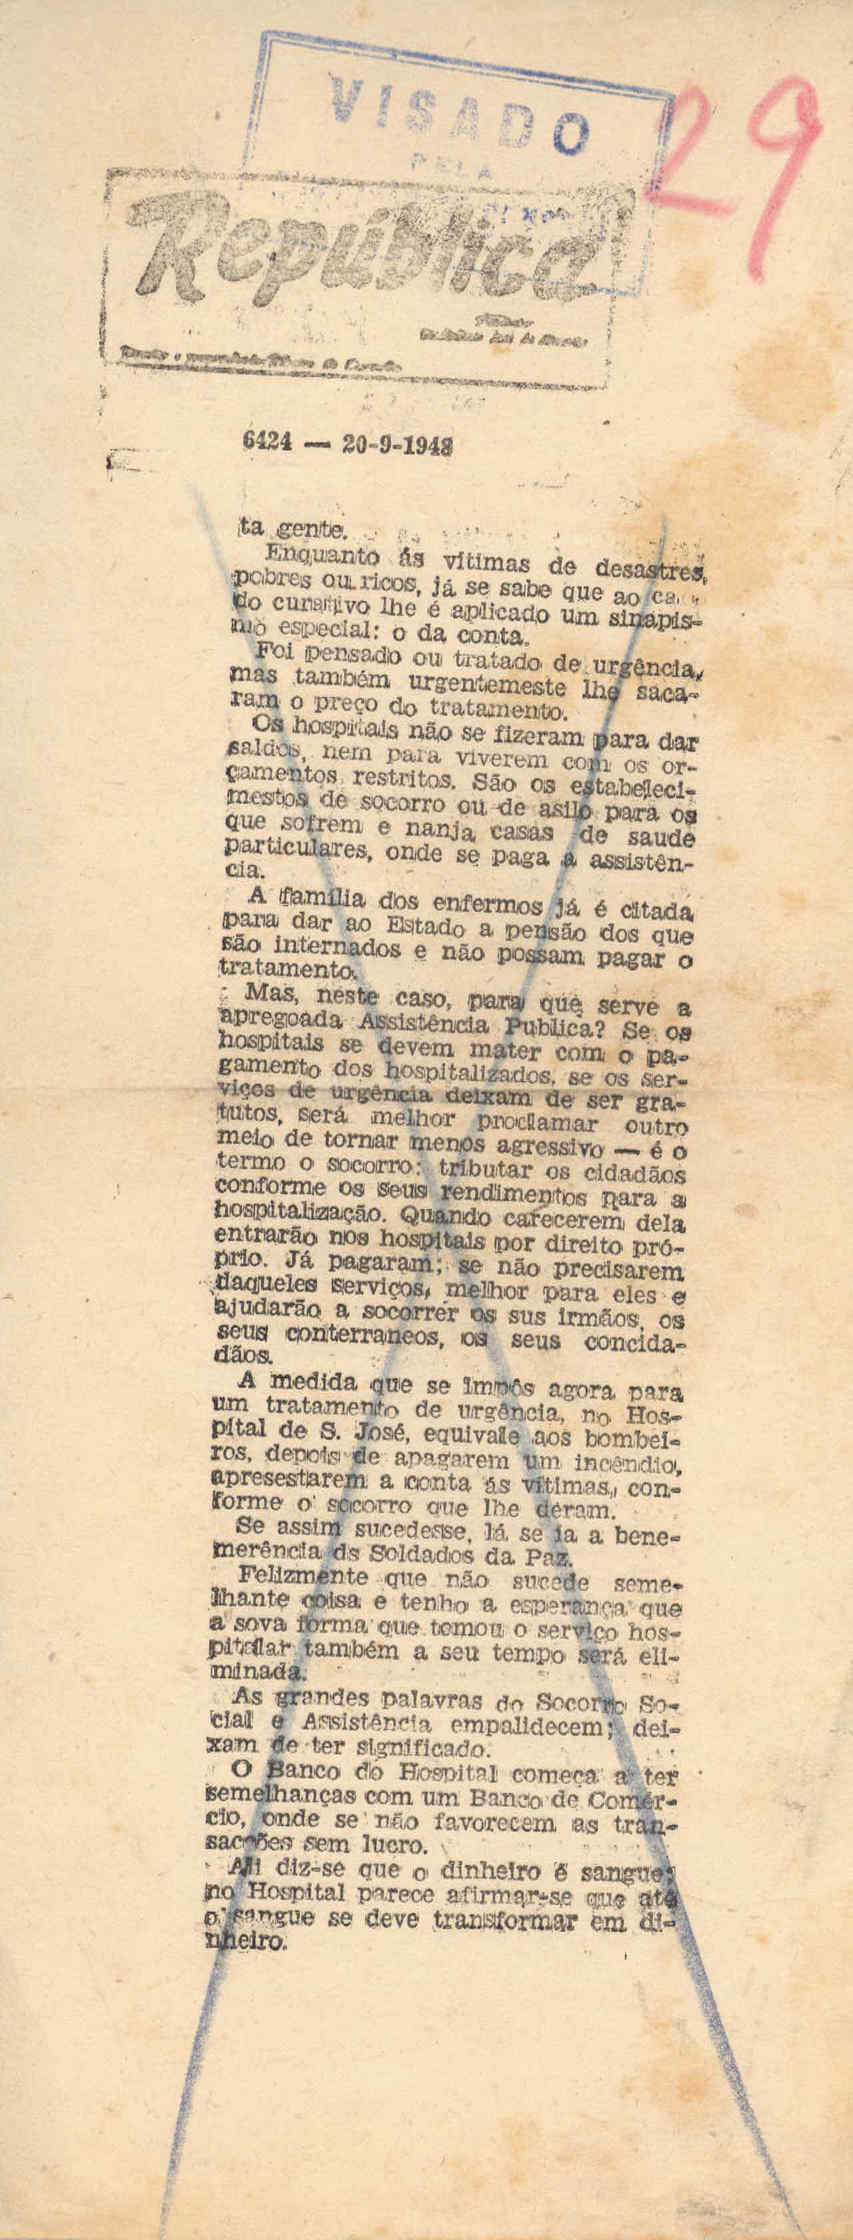 VISADO
PELA
29
República
6424 — 20-9-1948
ta gente.
Enquanto ás vítimas de desastres,
pobres ou ricos, já se sabe que ao
do curativo lhe é aplicado um sinapis-
mo especial: o da conta.
Foi pensado ou tratado de urgência,
mas também urgentemeste lhe saca-
ram o preço do tratamento.
Os hospitais não se fizeram para dar
saldos, nem para viverem com os or-
çamentos restritos. São os estabeleci-
mestos de socorro ou de asilo para os
que sofrem e nanja casas de saude
particulares, onde se paga a assistên-
cia.
A família dos enfermos já é citada
para dar ao Estado a pensão dos que
são internados e não possam pagar o
tratamento.
Mas, neste caso, para que serve a
apregoada Assistência Publica? Se os
hospitais se devem mater com o pa-
gamento dos hospitalizados, se os ser-
viços de urgência deixam de ser gra-
tutos, será melhor proclamar outro
meio de tornar menos agressivo — é o
termo o socorro: tributar os cidadãos
conforme os seus rendimentos para a
hospitalização. Quando carecerem dela
entrarão nos hospitais por direito pró-
prio. Já pagaram; se não precisarem
daqueles serviços, melhor para eles e
ajudarão a socorrer os sus irmãos, os
seus conterraneos, os seus concida-
dãos.
A medida que se impôs agora para
um tratamento de urgência, no Hos-
pital de S. José, equivale aos bombei-
ros, depois de apagarem um incêndio,
apresestarem a conta ás vítimas, con-
forme o socorro que lhe deram.
Se assim sucedesse, lá se ia a bene-
merência ds Soldados da Paz.
Felizmente que não sucede seme-
lhante coisa e tenho a esperança que
a sova forma que tomou o serviço hos-
pitalar também a seu tempo será eli-
minada.
As grandes palavras do Socorro So-
cial e Assistência empalidecem; dei-
xam de ter significado.
O Banco do Hospital começa a ter
semelhanças com um Banco de Comér-
cio, onde se não favorecem as tran-
sacções sem lucro.
Ali diz-se que o dinheiro é sangue;
no Hospital parece afirmar-se que até
o sangue se deve transformar em di-
nheiro.